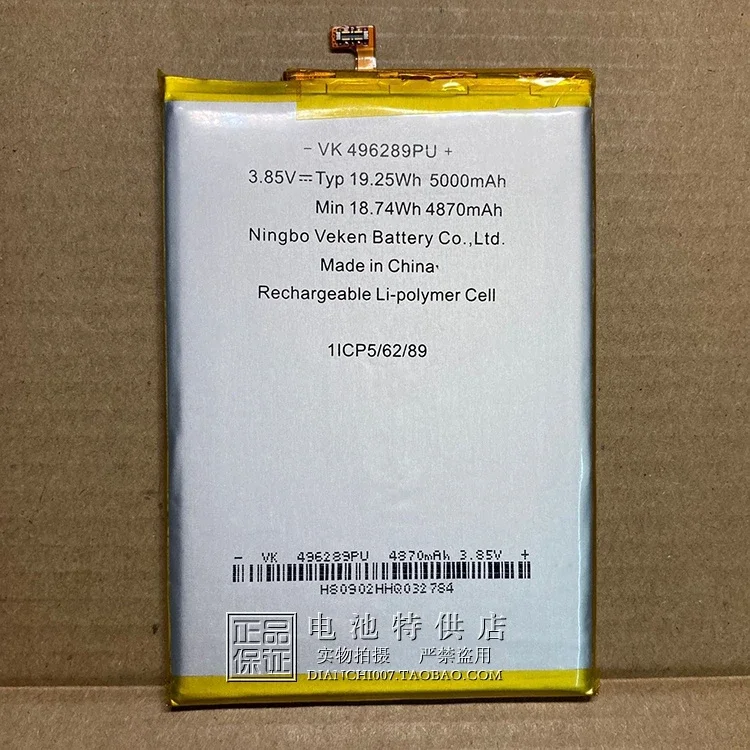 - VK 496289PU +
3.85V⎓Typ 19.25Wh 5000mAh
Min 18.74Wh 4870mAh
Ningbo Veken Battery Co.,Ltd.
Made in China
Rechargeable Li-polymer Cell
1ICP5/62/89
- VK 496289PU 4870mAh 3.85V +
H80902HHQ032784
正品保证
电池特供店
实物拍摄 严禁盗用
DIANCHI007.TAOBAO.COM